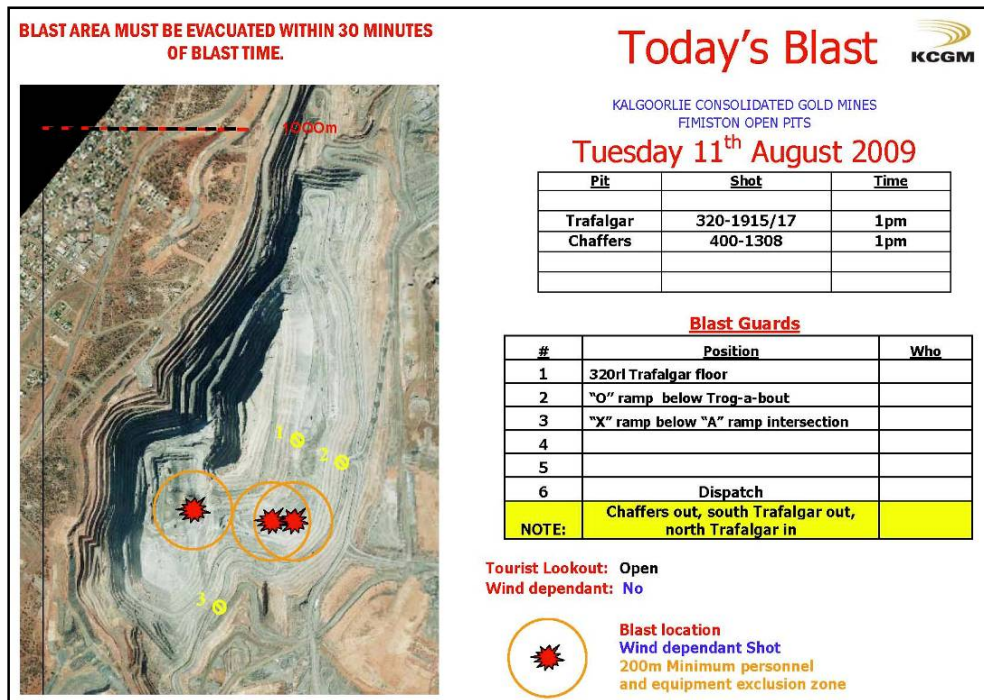 BLAST AREA MUST BE EVACUATED WITHIN 30 MINUTES
OF BLAST TIME.
1000m
1
2
3
Today's Blast
KCGM
KALGOORLIE CONSOLIDATED GOLD MINES
FIMISTON OPEN PITS
Tuesday 11th August 2009
Pit Shot Time
Trafalgar 320-1915/17 1pm
Chaffers 400-1308 1pm
Blast Guards
# Position Who
1 320rl Trafalgar floor
2 "O" ramp below Trog-a-bout
3 "X" ramp below "A" ramp intersection
4
5
6 Dispatch
NOTE: Chaffers out, south Trafalgar out,
north Trafalgar in
Tourist Lookout: Open
Wind dependant: No
Blast location
Wind dependant Shot
200m Minimum personnel
and equipment exclusion zone